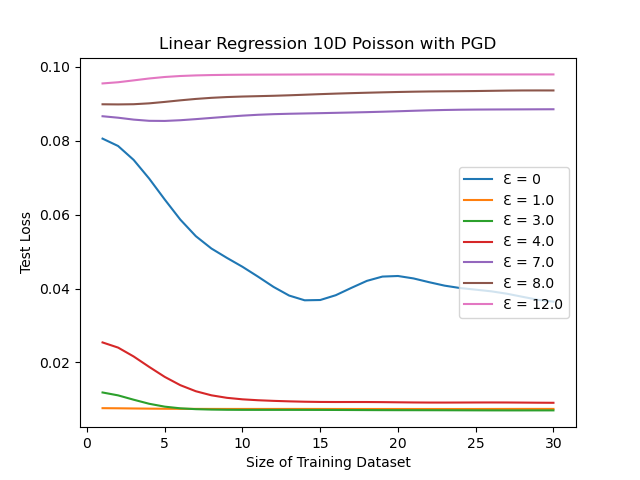 Linear Regression 10D Poisson with PGD
Test Loss
0.10
0.08
0.06
0.04
0.02
0
5
10
15
20
25
30
Size of Training Dataset
Ɛ = 0
Ɛ = 1.0
Ɛ = 3.0
Ɛ = 4.0
Ɛ = 7.0
Ɛ = 8.0
Ɛ = 12.0